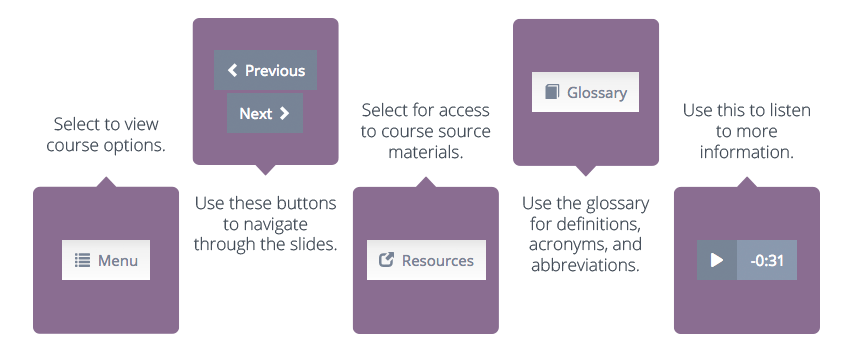 Select to view
course options.
Menu
Previous
Next
Use these buttons
to navigate
through the slides.
Select for access
to course source
materials.
Resources
Glossary
Use the glossary
for definitions,
acronyms, and
abbreviations.
Use this to listen
to more
information.
-0:31